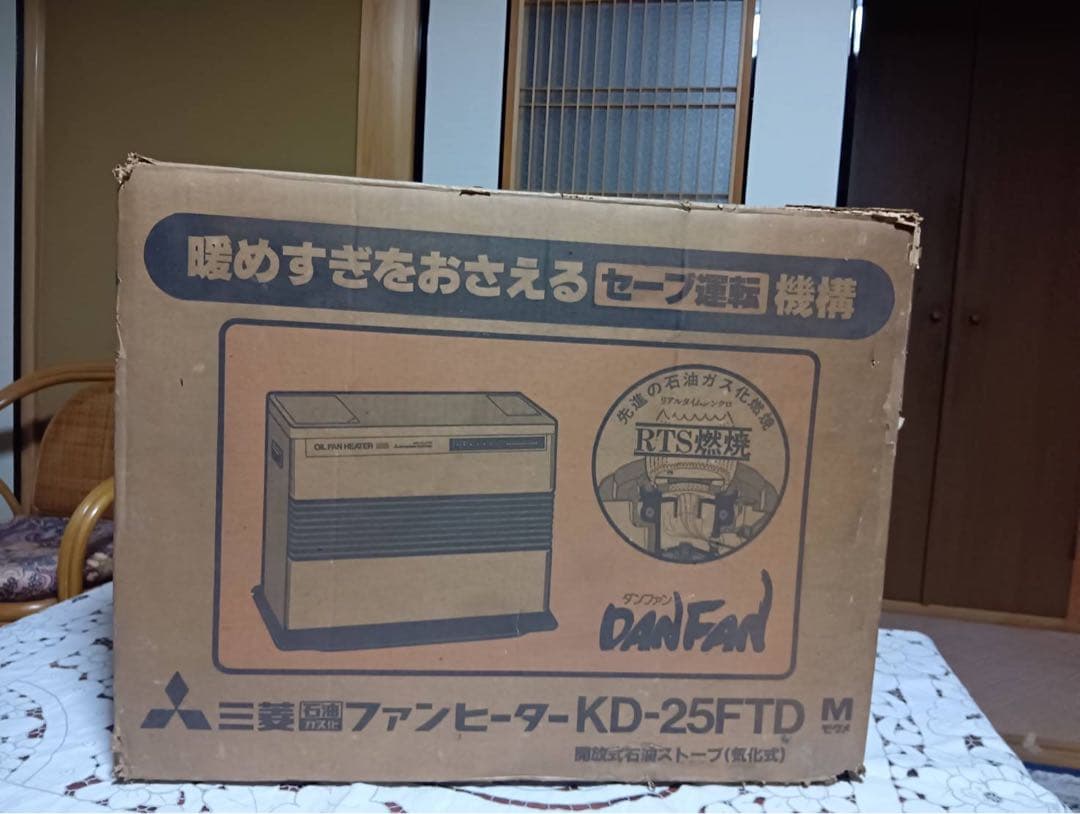 暖めすぎをおさえるセーブ運転機構
OIL FAN HEATER
先進の石油ガス化燃焼
リアルタイムシンクロ
RTS燃焼
ダンファン
DANFAN
三菱石油ガス化ファンヒーターKD-25FTD M
モクメ
開放式石油ストーブ(気化式)